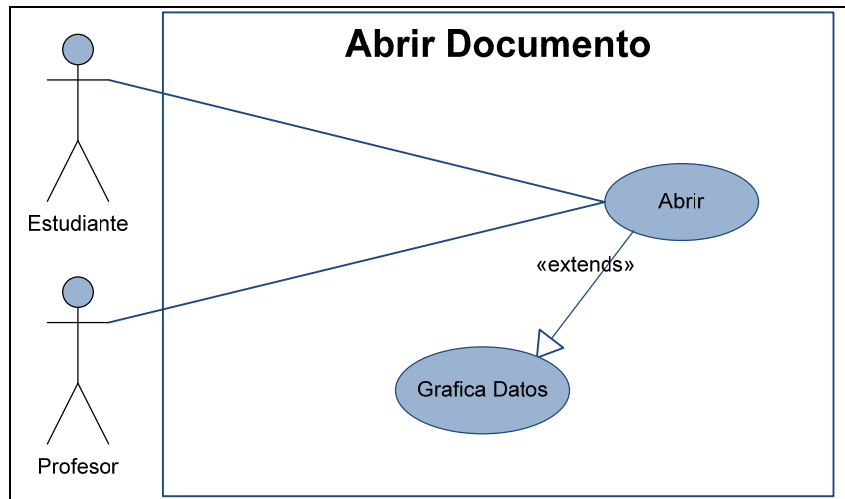 Abrir Documento
Estudiante
Abrir
«extends»
Grafica Datos
Profesor